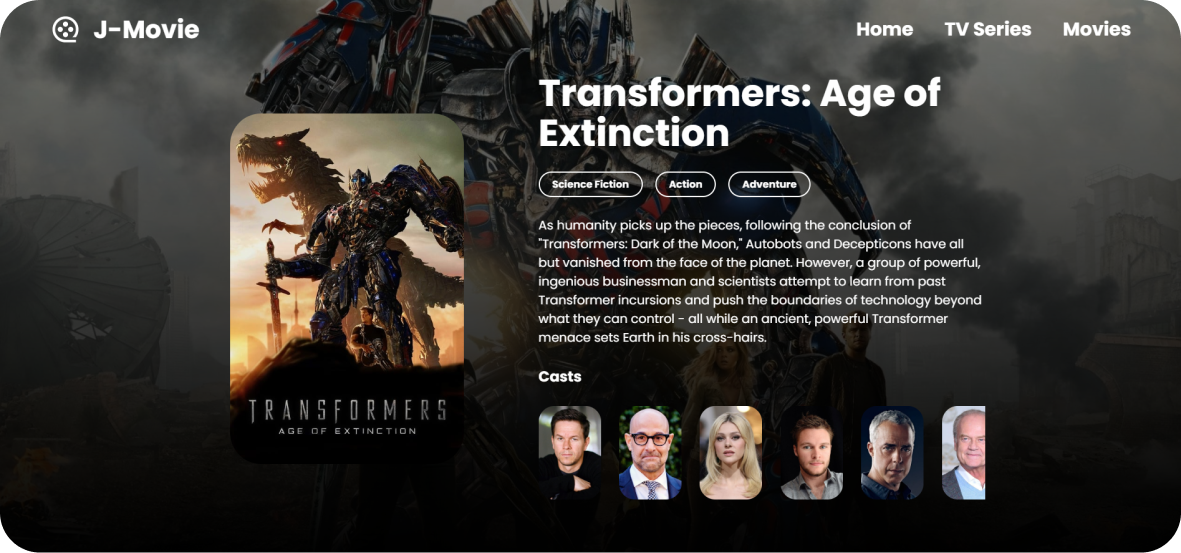 J-Movie
Home TV Series Movies
Transformers: Age of
Extinction
Science Fiction Action Adventure
As humanity picks up the pieces, following the conclusion of
"Transformers: Dark of the Moon," Autobots and Decepticons have all
but vanished from the face of the planet. However, a group of powerful,
ingenious businessman and scientists attempt to learn from past
Transformer incursions and push the boundaries of technology beyond
what they can control - all while an ancient, powerful Transformer
menace sets Earth in his cross-hairs.
Casts
TRANSFORMERS
AGE OF EXTINCTION